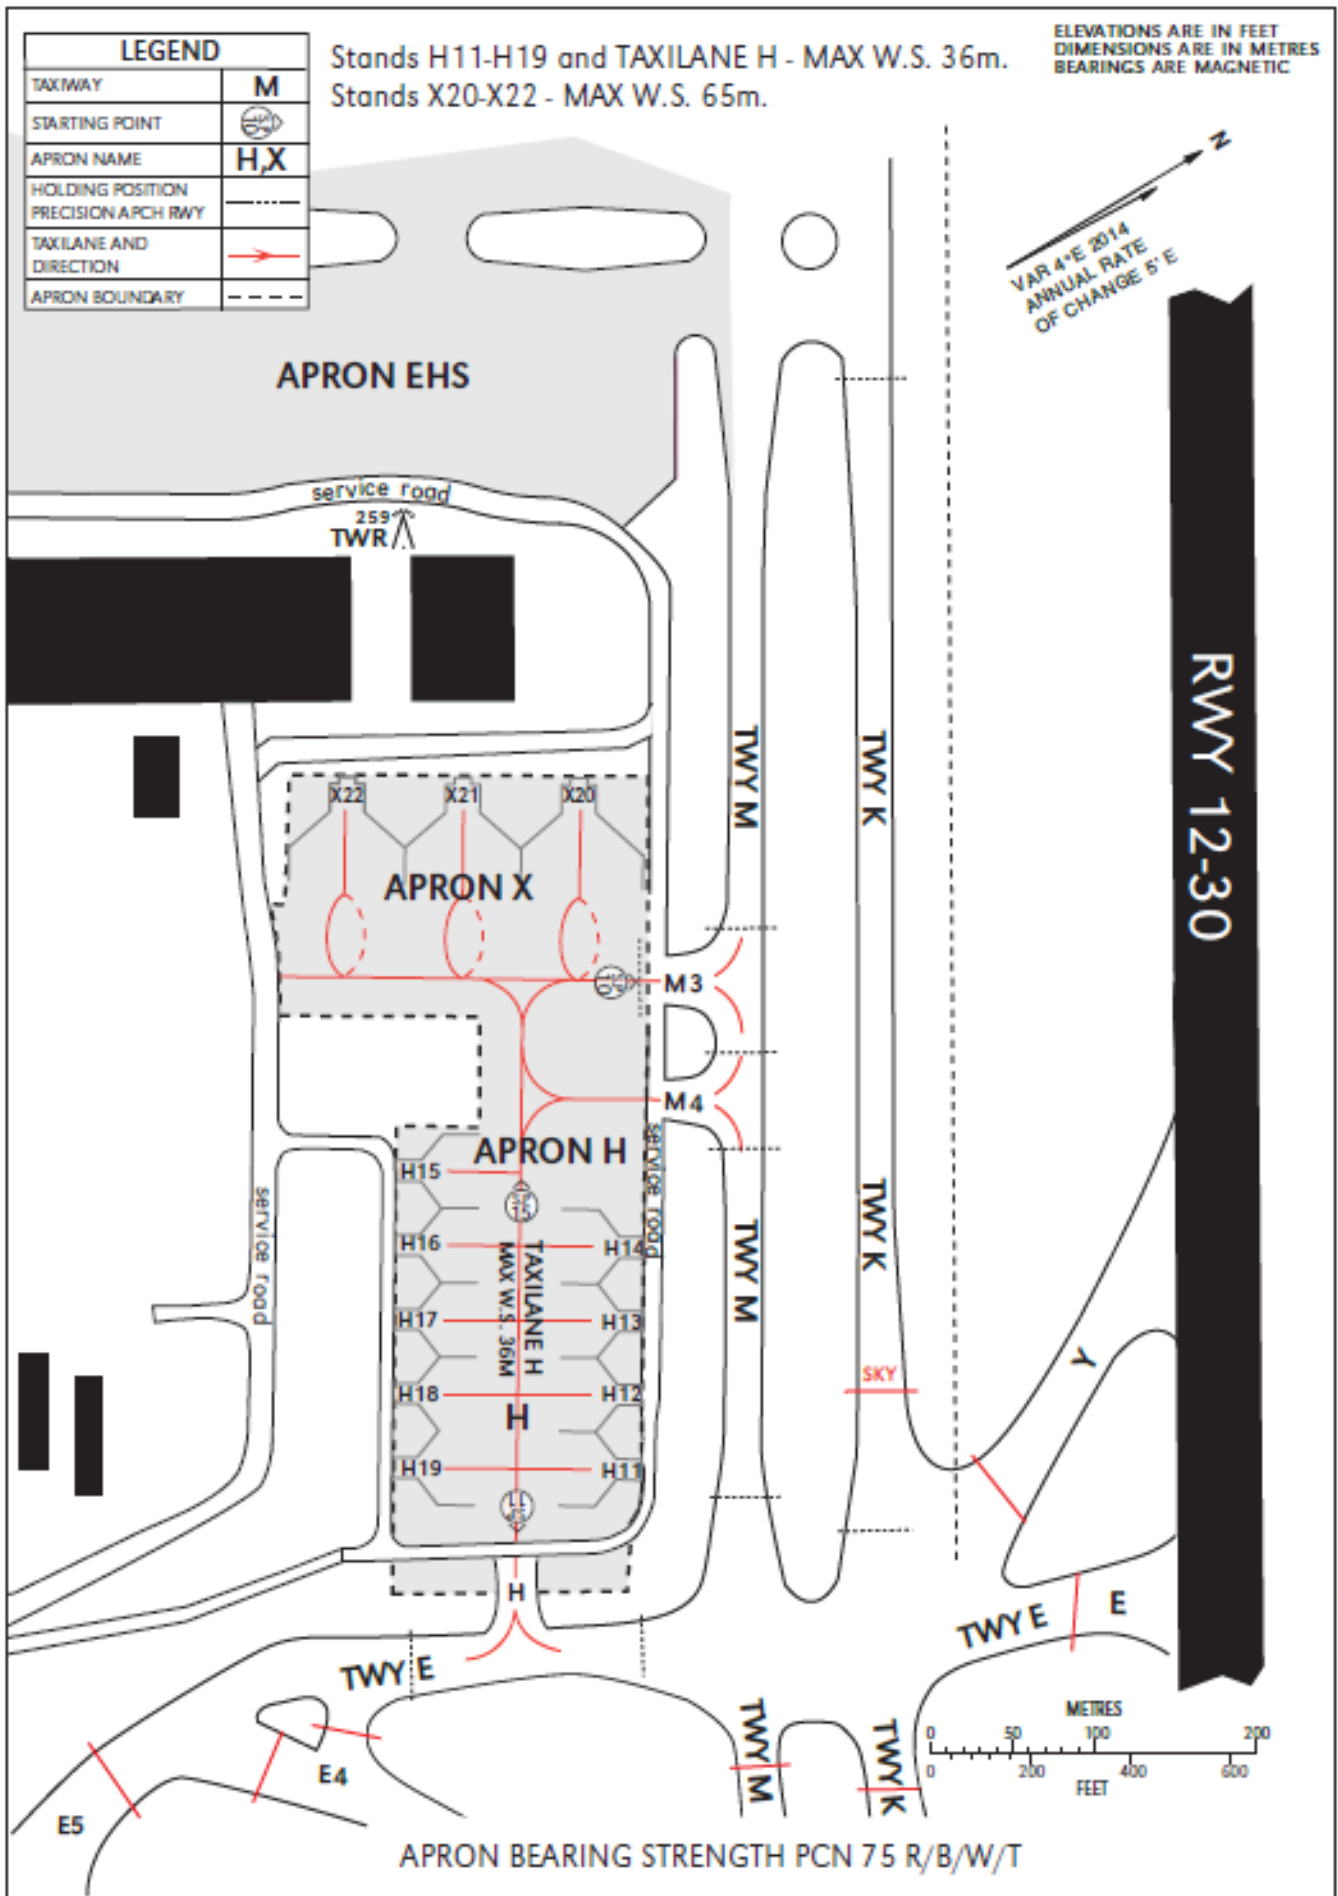 LEGEND
TAXIWAY M
STARTING POINT
APRON NAME H,X
HOLDING POSITION
PRECISION APCH RWY
TAXILANE AND
DIRECTION
APRON BOUNDARY
Stands H11-H19 and TAXILANE H - MAX W.S. 36m.
Stands X20-X22 - MAX W.S. 65m.
ELEVATIONS ARE IN FEET
DIMENSIONS ARE IN METRES
BEARINGS ARE MAGNETIC
N
VAR 4°E 2014
ANNUAL RATE
OF CHANGE 5' E
APRON EHS
service road
259
TWR
RWY 12-30
TWY M
TWY K
X22
X21
X20
APRON X
M3
M4
APRON H
service road
service road
H15
H16
H14
H17
H13
H18
H12
H19
H11
TAXILANE H
MAX W.S. 36M
H
TWY M
TWY K
SKY
Y
H
TWY E
TWY E
E
E4
E5
TWY M
TWY K
METRES
0 50 100 200
0 200 400 600
FEET
APRON BEARING STRENGTH PCN 75 R/B/W/T